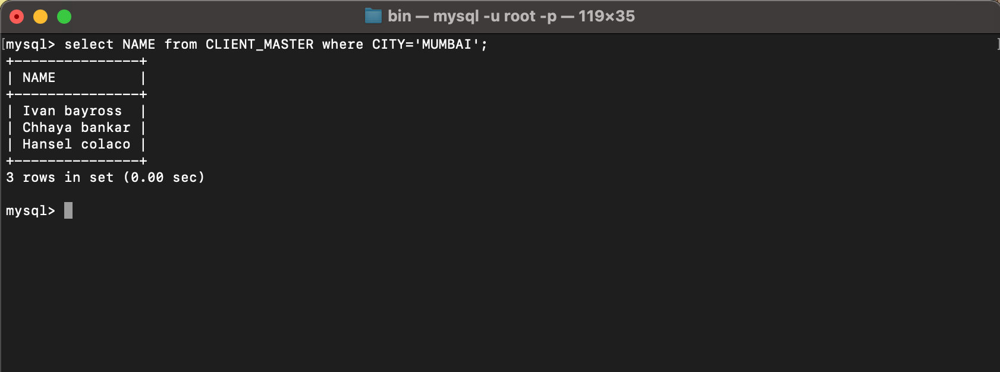 bin — mysql -u root -p — 119×35
[mysql> select NAME from CLIENT_MASTER where CITY='MUMBAI'; ]
+---------------+
| NAME          |
+---------------+
| Ivan bayross  |
| Chhaya bankar |
| Hansel colaco |
+---------------+
3 rows in set (0.00 sec)
mysql>